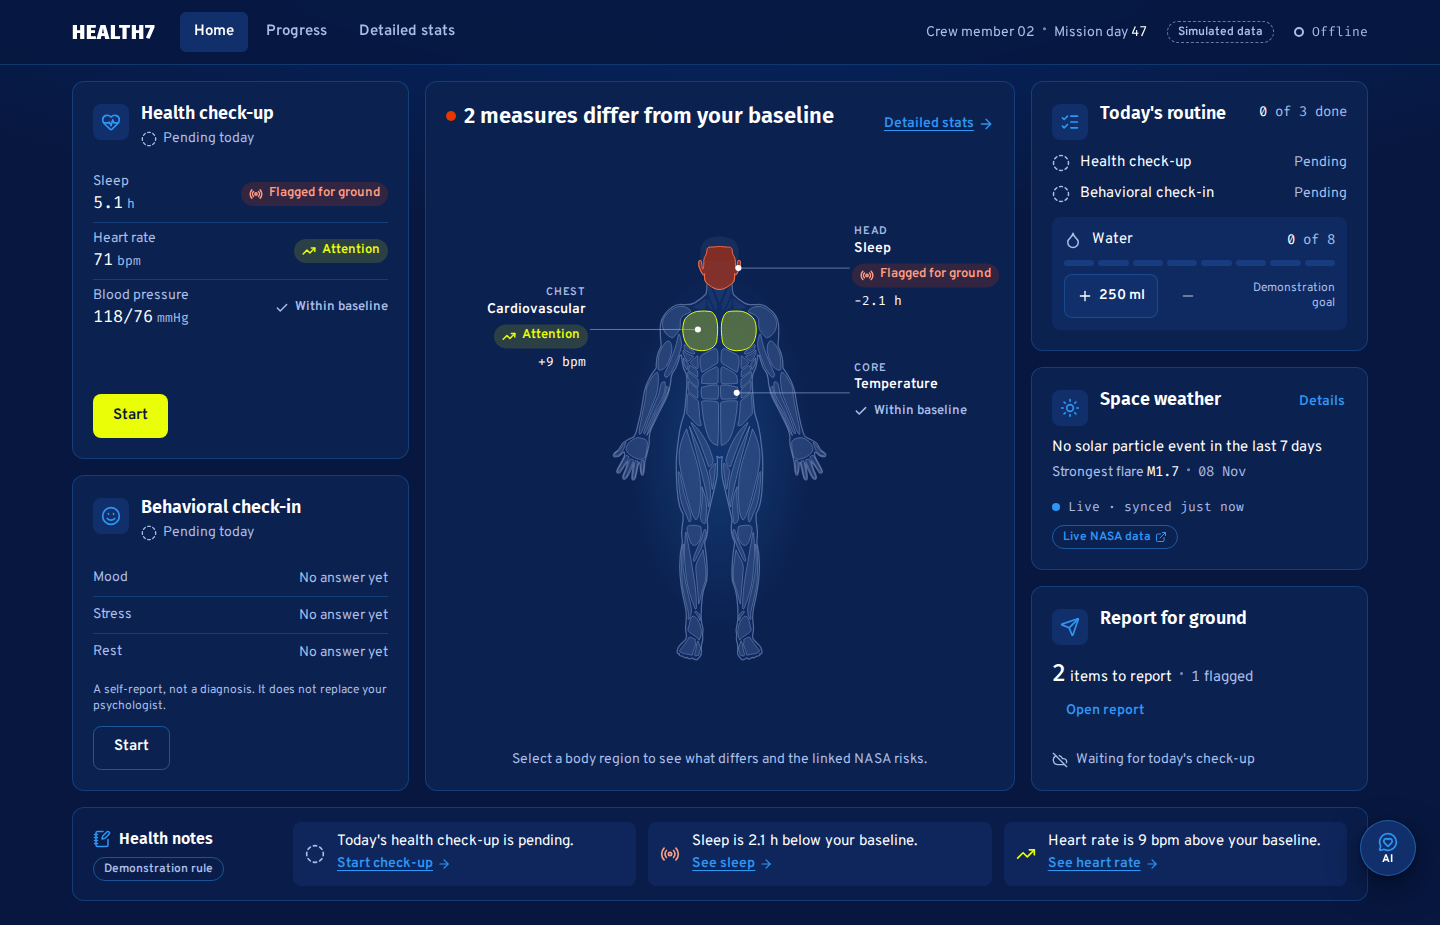 HEALTH7
Home
Progress
Detailed stats
Crew member 02 • Mission day 47
Simulated data
Offline
Health check-up
Pending today
Sleep
5.1 h
Flagged for ground
Heart rate
71 bpm
Attention
Blood pressure
118/76 mmHg
Within baseline
Start
Behavioral check-in
Pending today
Mood
No answer yet
Stress
No answer yet
Rest
No answer yet
A self-report, not a diagnosis. It does not replace your
psychologist.
Start
2 measures differ from your baseline
Detailed stats
HEAD
Sleep
Flagged for ground
-2.1 h
CHEST
Cardiovascular
Attention
+9 bpm
CORE
Temperature
Within baseline
Select a body region to see what differs and the linked NASA risks.
Today's routine
0 of 3 done
Health check-up
Pending
Behavioral check-in
Pending
Water
0 of 8
+ 250 ml
−
Demonstration
goal
Space weather
Details
No solar particle event in the last 7 days
Strongest flare M1.7 • 08 Nov
Live · synced just now
Live NASA data
Report for ground
2 items to report • 1 flagged
Open report
Waiting for today's check-up
Health notes
Demonstration rule
Today's health check-up is pending.
Start check-up
Sleep is 2.1 h below your baseline.
See sleep
Heart rate is 9 bpm above your baseline.
See heart rate
AI